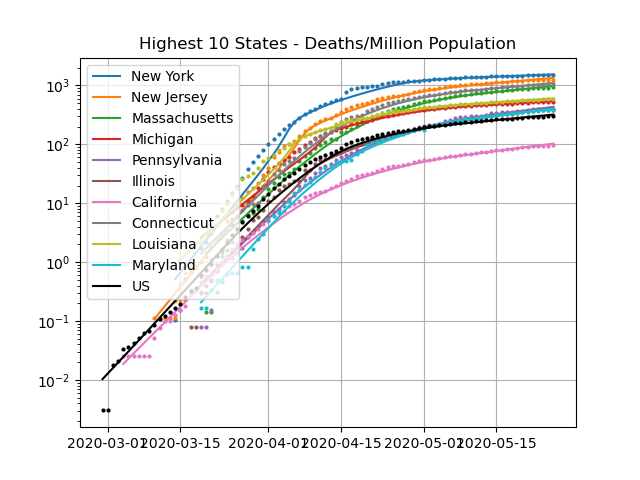 Highest 10 States - Deaths/Million Population
10³
10²
10¹
10⁰
10⁻¹
10⁻²
New York
New Jersey
Massachusetts
Michigan
Pennsylvania
Illinois
California
Connecticut
Louisiana
Maryland
US
2020-03-01 2020-03-15 2020-04-01 2020-04-15 2020-05-01 2020-05-15